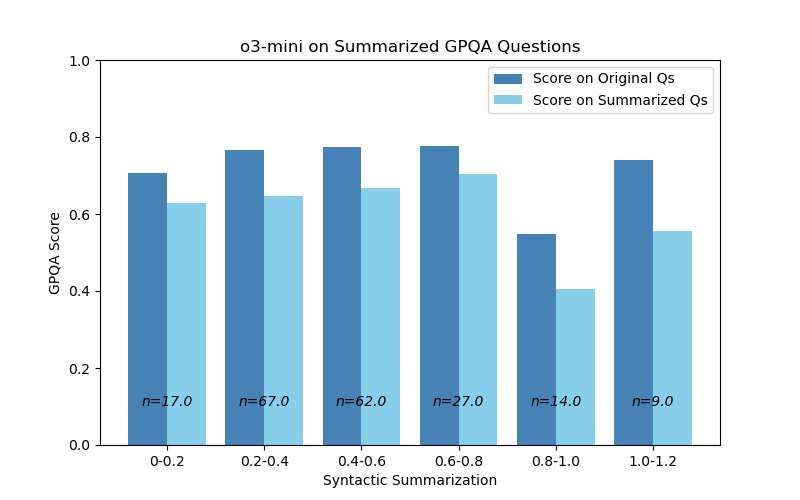 o3-mini on Summarized GPQA Questions
1.0
0.8
0.6
0.4
0.2
0.0
GPQA Score
Score on Original Qs
Score on Summarized Qs
n=17.0
n=67.0
n=62.0
n=27.0
n=14.0
n=9.0
0-0.2
0.2-0.4
0.4-0.6
0.6-0.8
0.8-1.0
1.0-1.2
Syntactic Summarization